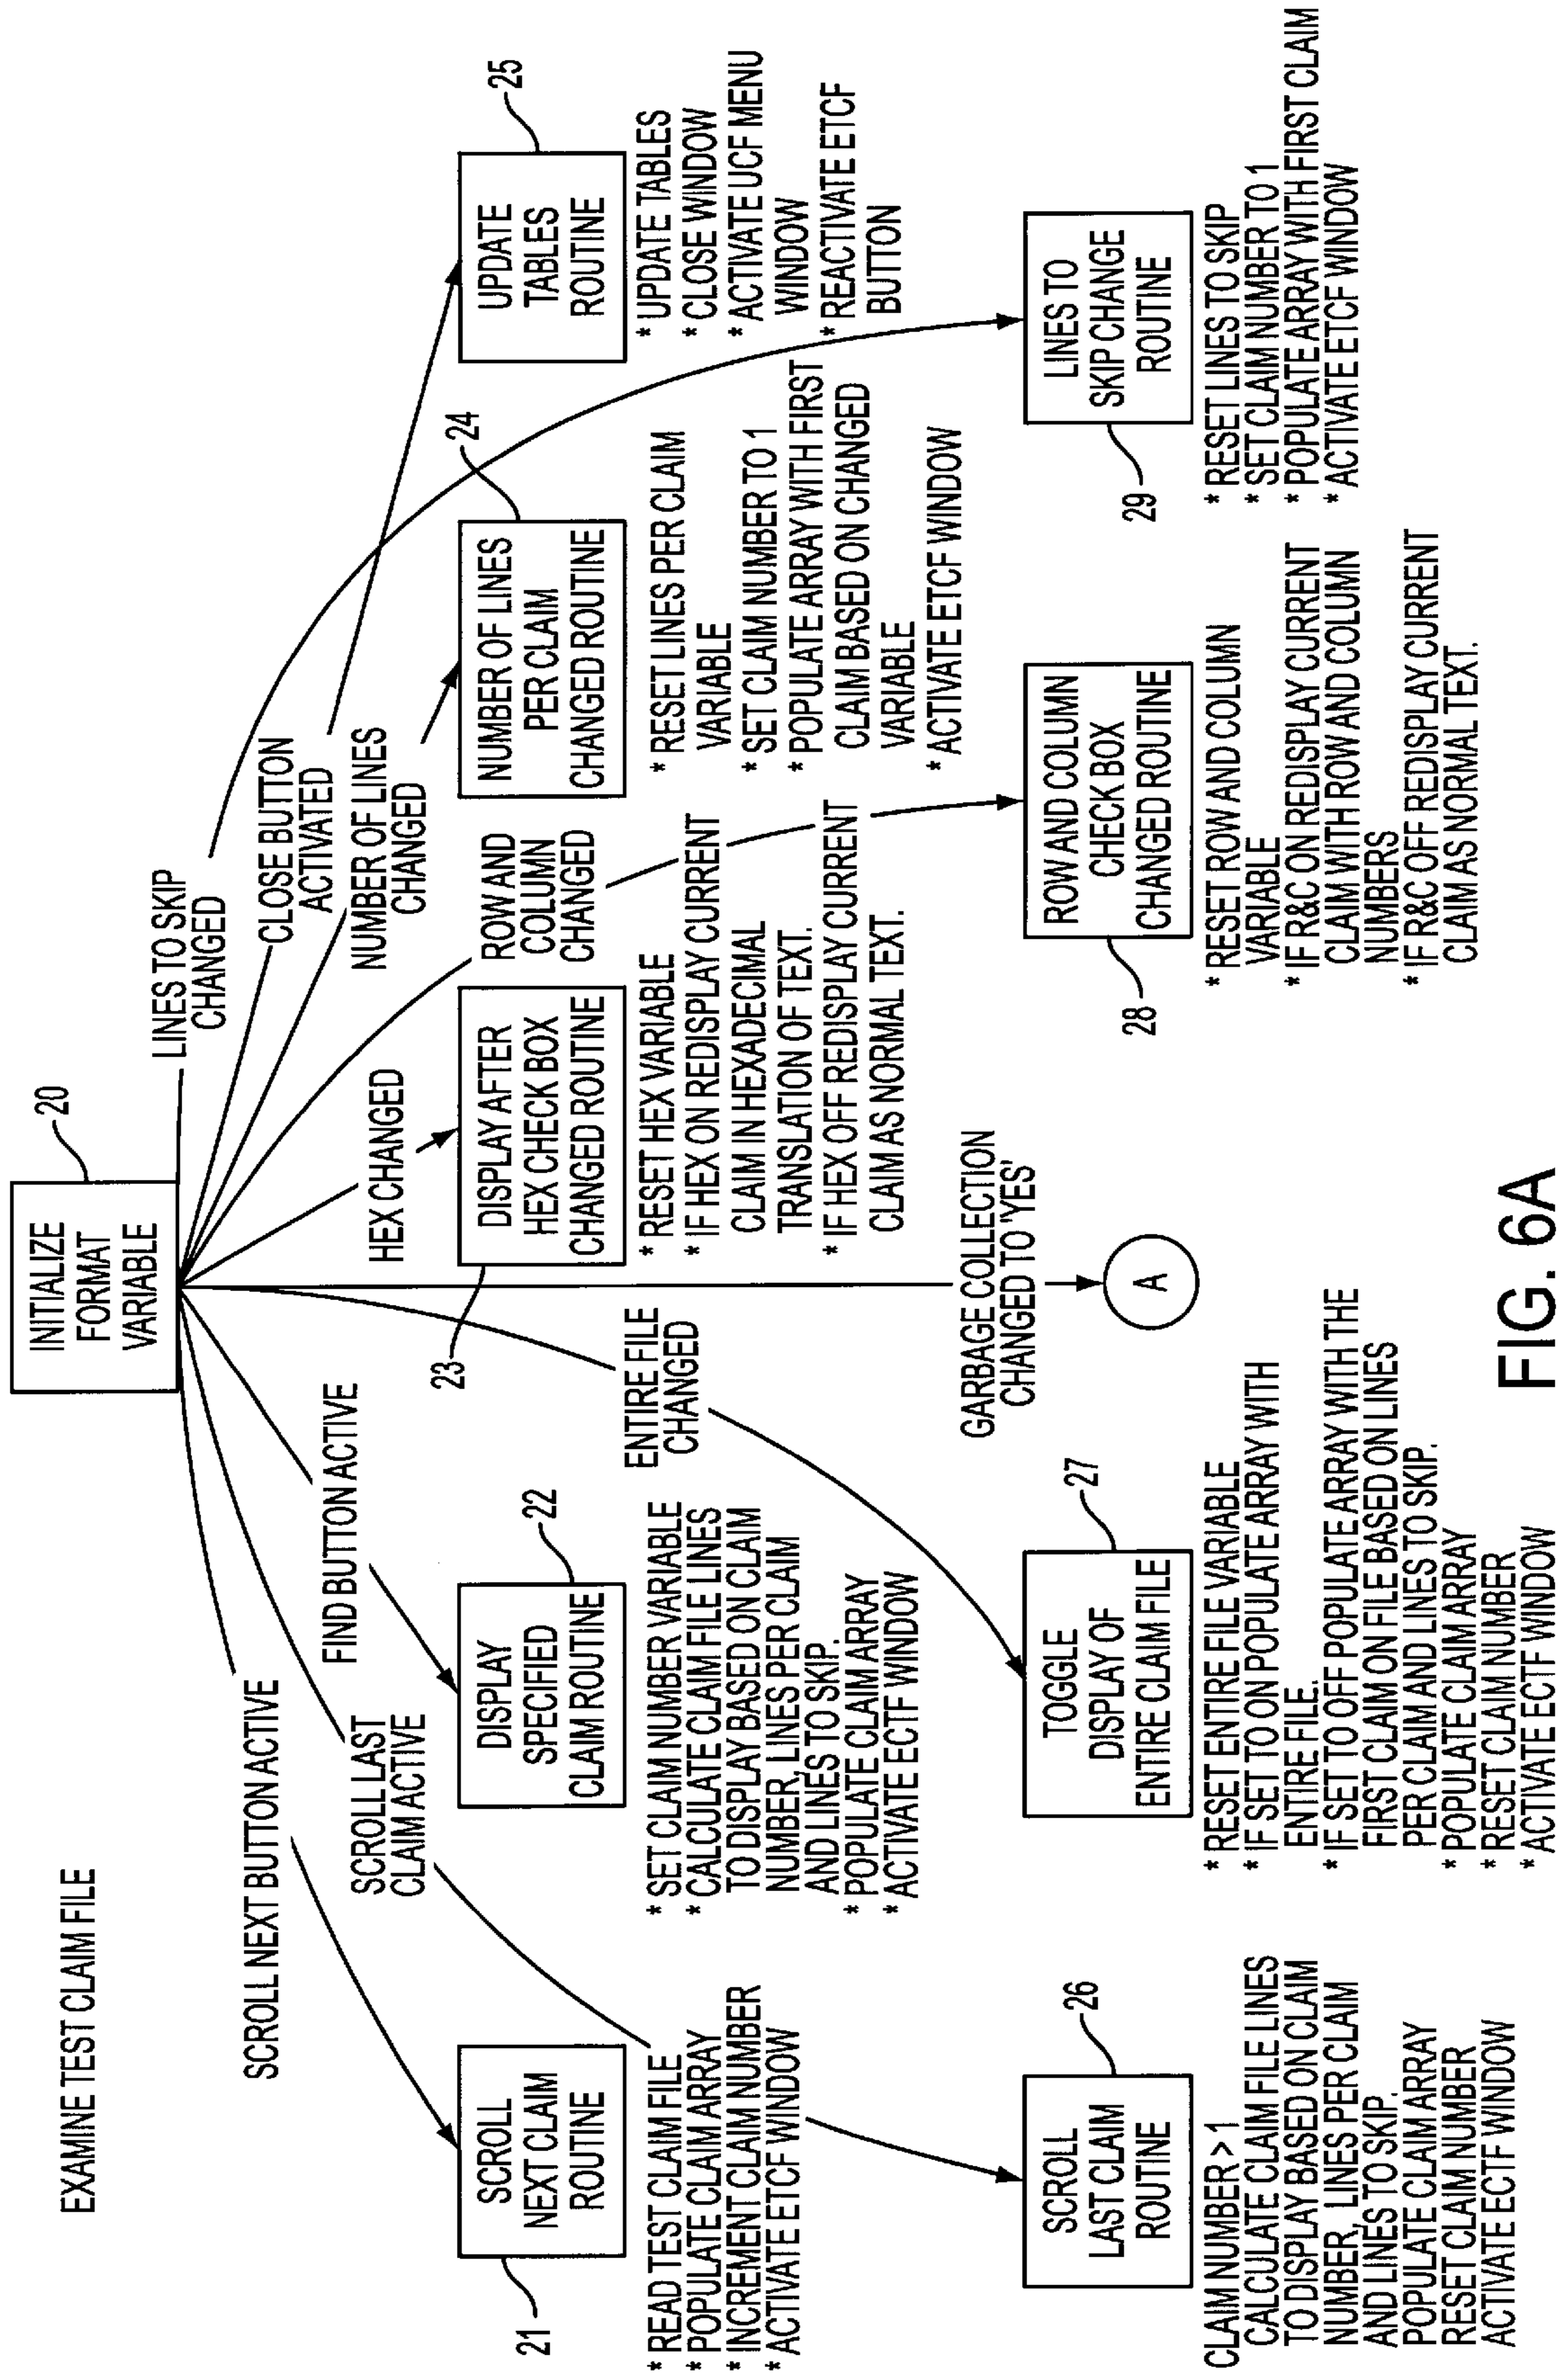 EXAMINE TEST CLAIM FILE
INITIALIZE
FORMAT
VARIABLE
20
SCROLL NEXT BUTTON ACTIVE
SCROLL LAST
CLAIM ACTIVE
FIND BUTTON ACTIVE
ENTIRE FILE
CHANGED
GARBAGE COLLECTION
CHANGED TO 'YES'
HEX CHANGED
ROW AND
COLUMN
CHANGED
NUMBER OF LINES
CHANGED
CLOSE BUTTON
ACTIVATED
LINES TO SKIP
CHANGED
SCROLL
NEXT CLAIM
ROUTINE
21
* READ TEST CLAIM FILE
* POPULATE CLAIM ARRAY
* INCREMENT CLAIM NUMBER
* ACTIVATE ETCF WINDOW
DISPLAY
SPECIFIED
CLAIM ROUTINE
22
* SET CLAIM NUMBER VARIABLE
* CALCULATE CLAIM FILE LINES
TO DISPLAY BASED ON CLAIM
NUMBER, LINES PER CLAIM
AND LINES TO SKIP.
* POPULATE CLAIM ARRAY
* ACTIVATE ECTF WINDOW
DISPLAY AFTER
HEX CHECK BOX
CHANGED ROUTINE
23
* RESET HEX VARIABLE
* IF HEX ON REDISPLAY CURRENT
CLAIM IN HEXADECIMAL
TRANSLATION OF TEXT.
* IF HEX OFF REDISPLAY CURRENT
CLAIM AS NORMAL TEXT.
NUMBER OF LINES
PER CLAIM
CHANGED ROUTINE
24
* RESET LINES PER CLAIM
VARIABLE
* SET CLAIM NUMBER TO 1
* POPULATE ARRAY WITH FIRST
CLAIM BASED ON CHANGED
VARIABLE
* ACTIVATE ETCF WINDOW
UPDATE
TABLES
ROUTINE
25
* UPDATE TABLES
* CLOSE WINDOW
* ACTIVATE UCF MENU
WINDOW
* REACTIVATE ETCF
BUTTON
SCROLL
LAST CLAIM
ROUTINE
26
CLAIM NUMBER > 1
CALCULATE CLAIM FILE LINES
TO DISPLAY BASED ON CLAIM
NUMBER, LINES PER CLAIM
AND LINES TO SKIP.
POPULATE CLAIM ARRAY
RESET CLAIM NUMBER
ACTIVATE ECTF WINDOW
TOGGLE
DISPLAY OF
ENTIRE CLAIM FILE
27
* RESET ENTIRE FILE VARIABLE
* IF SET TO ON POPULATE ARRAY WITH
ENTIRE FILE.
* IF SET TO OFF POPULATE ARRAY WITH THE
FIRST CLAIM ON FILE BASED ON LINES
PER CLAIM AND LINES TO SKIP.
* POPULATE CLAIM ARRAY
* RESET CLAIM NUMBER
* ACTIVATE ECTF WINDOW
A
ROW AND COLUMN
CHECK BOX
CHANGED ROUTINE
28
* RESET ROW AND COLUMN
VARIABLE
* IF R&C ON REDISPLAY CURRENT
CLAIM WITH ROW AND COLUMN
NUMBERS
* IF R&C OFF REDISPLAY CURRENT
CLAIM AS NORMAL TEXT.
LINES TO
SKIP CHANGE
ROUTINE
29
* RESET LINES TO SKIP
* SET CLAIM NUMBER TO 1
* POPULATE ARRAY WITH FIRST CLAIM
* ACTIVATE ETCF WINDOW
FIG. 6A